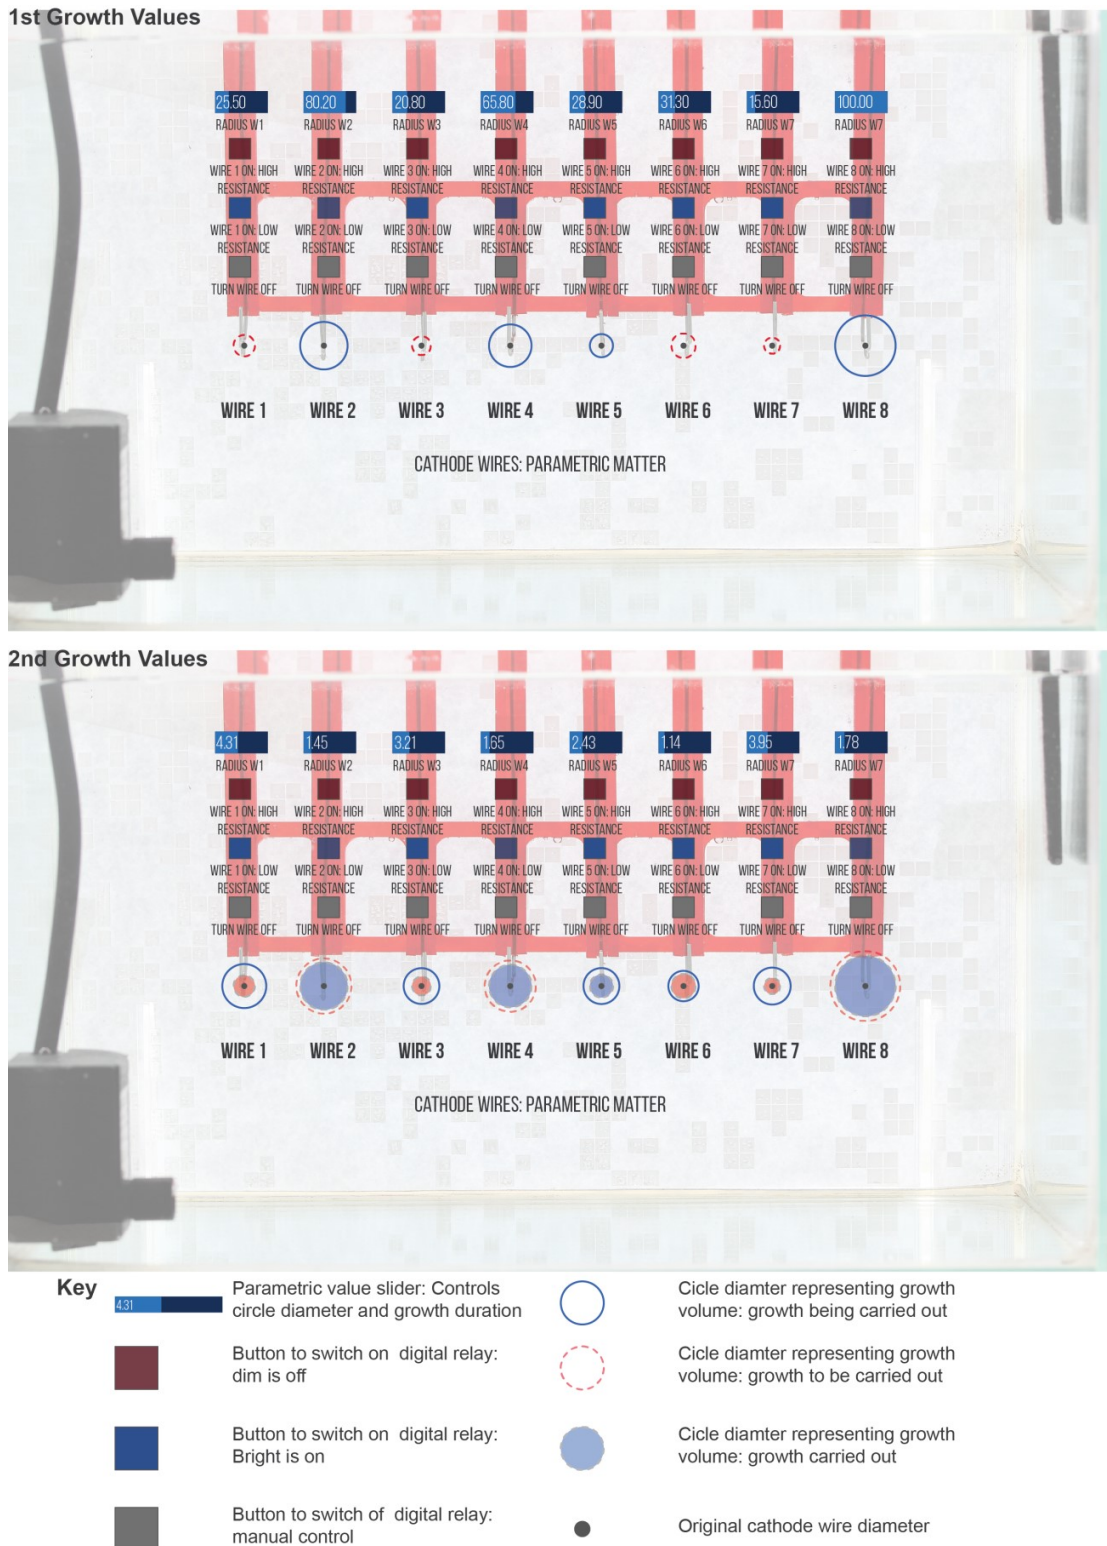 1st Growth Values
25.50 80.20 20.80 65.80 28.90 31.30 15.60 100.00
RADIUS W1 RADIUS W2 RADIUS W3 RADIUS W4 RADIUS W5 RADIUS W6 RADIUS W7 RADIUS W7
WIRE 1 ON: HIGH WIRE 2 ON: HIGH WIRE 3 ON: HIGH WIRE 4 ON: HIGH WIRE 5 ON: HIGH WIRE 6 ON: HIGH WIRE 7 ON: HIGH WIRE 8 ON: HIGH
RESISTANCE RESISTANCE RESISTANCE RESISTANCE RESISTANCE RESISTANCE RESISTANCE RESISTANCE
WIRE 1 ON: LOW WIRE 2 ON: LOW WIRE 3 ON: LOW WIRE 4 ON: LOW WIRE 5 ON: LOW WIRE 6 ON: LOW WIRE 7 ON: LOW WIRE 8 ON: LOW
RESISTANCE RESISTANCE RESISTANCE RESISTANCE RESISTANCE RESISTANCE RESISTANCE RESISTANCE
TURN WIRE OFF TURN WIRE OFF TURN WIRE OFF TURN WIRE OFF TURN WIRE OFF TURN WIRE OFF TURN WIRE OFF TURN WIRE OFF
WIRE 1 WIRE 2 WIRE 3 WIRE 4 WIRE 5 WIRE 6 WIRE 7 WIRE 8
CATHODE WIRES: PARAMETRIC MATTER
2nd Growth Values
4.31 1.45 3.21 1.65 2.43 1.14 3.95 1.78
RADIUS W1 RADIUS W2 RADIUS W3 RADIUS W4 RADIUS W5 RADIUS W6 RADIUS W7 RADIUS W7
WIRE 1 ON: HIGH WIRE 2 ON: HIGH WIRE 3 ON: HIGH WIRE 4 ON: HIGH WIRE 5 ON: HIGH WIRE 6 ON: HIGH WIRE 7 ON: HIGH WIRE 8 ON: HIGH
RESISTANCE RESISTANCE RESISTANCE RESISTANCE RESISTANCE RESISTANCE RESISTANCE RESISTANCE
WIRE 1 ON: LOW WIRE 2 ON: LOW WIRE 3 ON: LOW WIRE 4 ON: LOW WIRE 5 ON: LOW WIRE 6 ON: LOW WIRE 7 ON: LOW WIRE 8 ON: LOW
RESISTANCE RESISTANCE RESISTANCE RESISTANCE RESISTANCE RESISTANCE RESISTANCE RESISTANCE
TURN WIRE OFF TURN WIRE OFF TURN WIRE OFF TURN WIRE OFF TURN WIRE OFF TURN WIRE OFF TURN WIRE OFF TURN WIRE OFF
WIRE 1 WIRE 2 WIRE 3 WIRE 4 WIRE 5 WIRE 6 WIRE 7 WIRE 8
CATHODE WIRES: PARAMETRIC MATTER
Key
4.31
Parametric value slider: Controls
circle diameter and growth duration
Cicle diamter representing growth
volume: growth being carried out
Button to switch on digital relay:
dim is off
Cicle diamter representing growth
volume: growth to be carried out
Button to switch on digital relay:
Bright is on
Cicle diamter representing growth
volume: growth carried out
Button to switch of digital relay:
manual control
Original cathode wire diameter